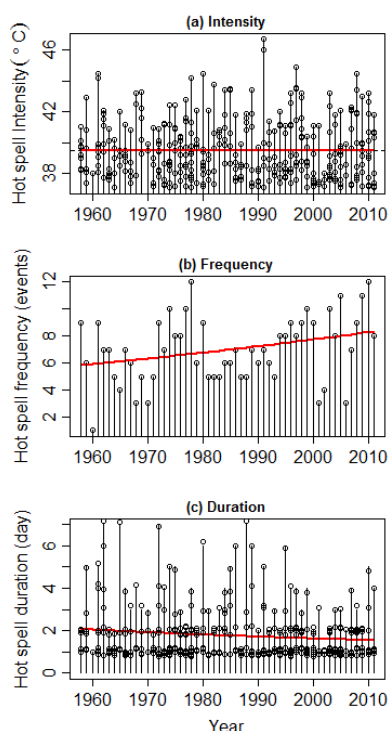 (a) Intensity
Hot spell Intensity(°C)
46
42
38
1960 1970 1980 1990 2000 2010
(b) Frequency
Hot spell frequency (events)
12
10
8
6
4
2
1960 1970 1980 1990 2000 2010
(c) Duration
Hot spell duration (day)
6
4
2
0
1960 1970 1980 1990 2000 2010
Year